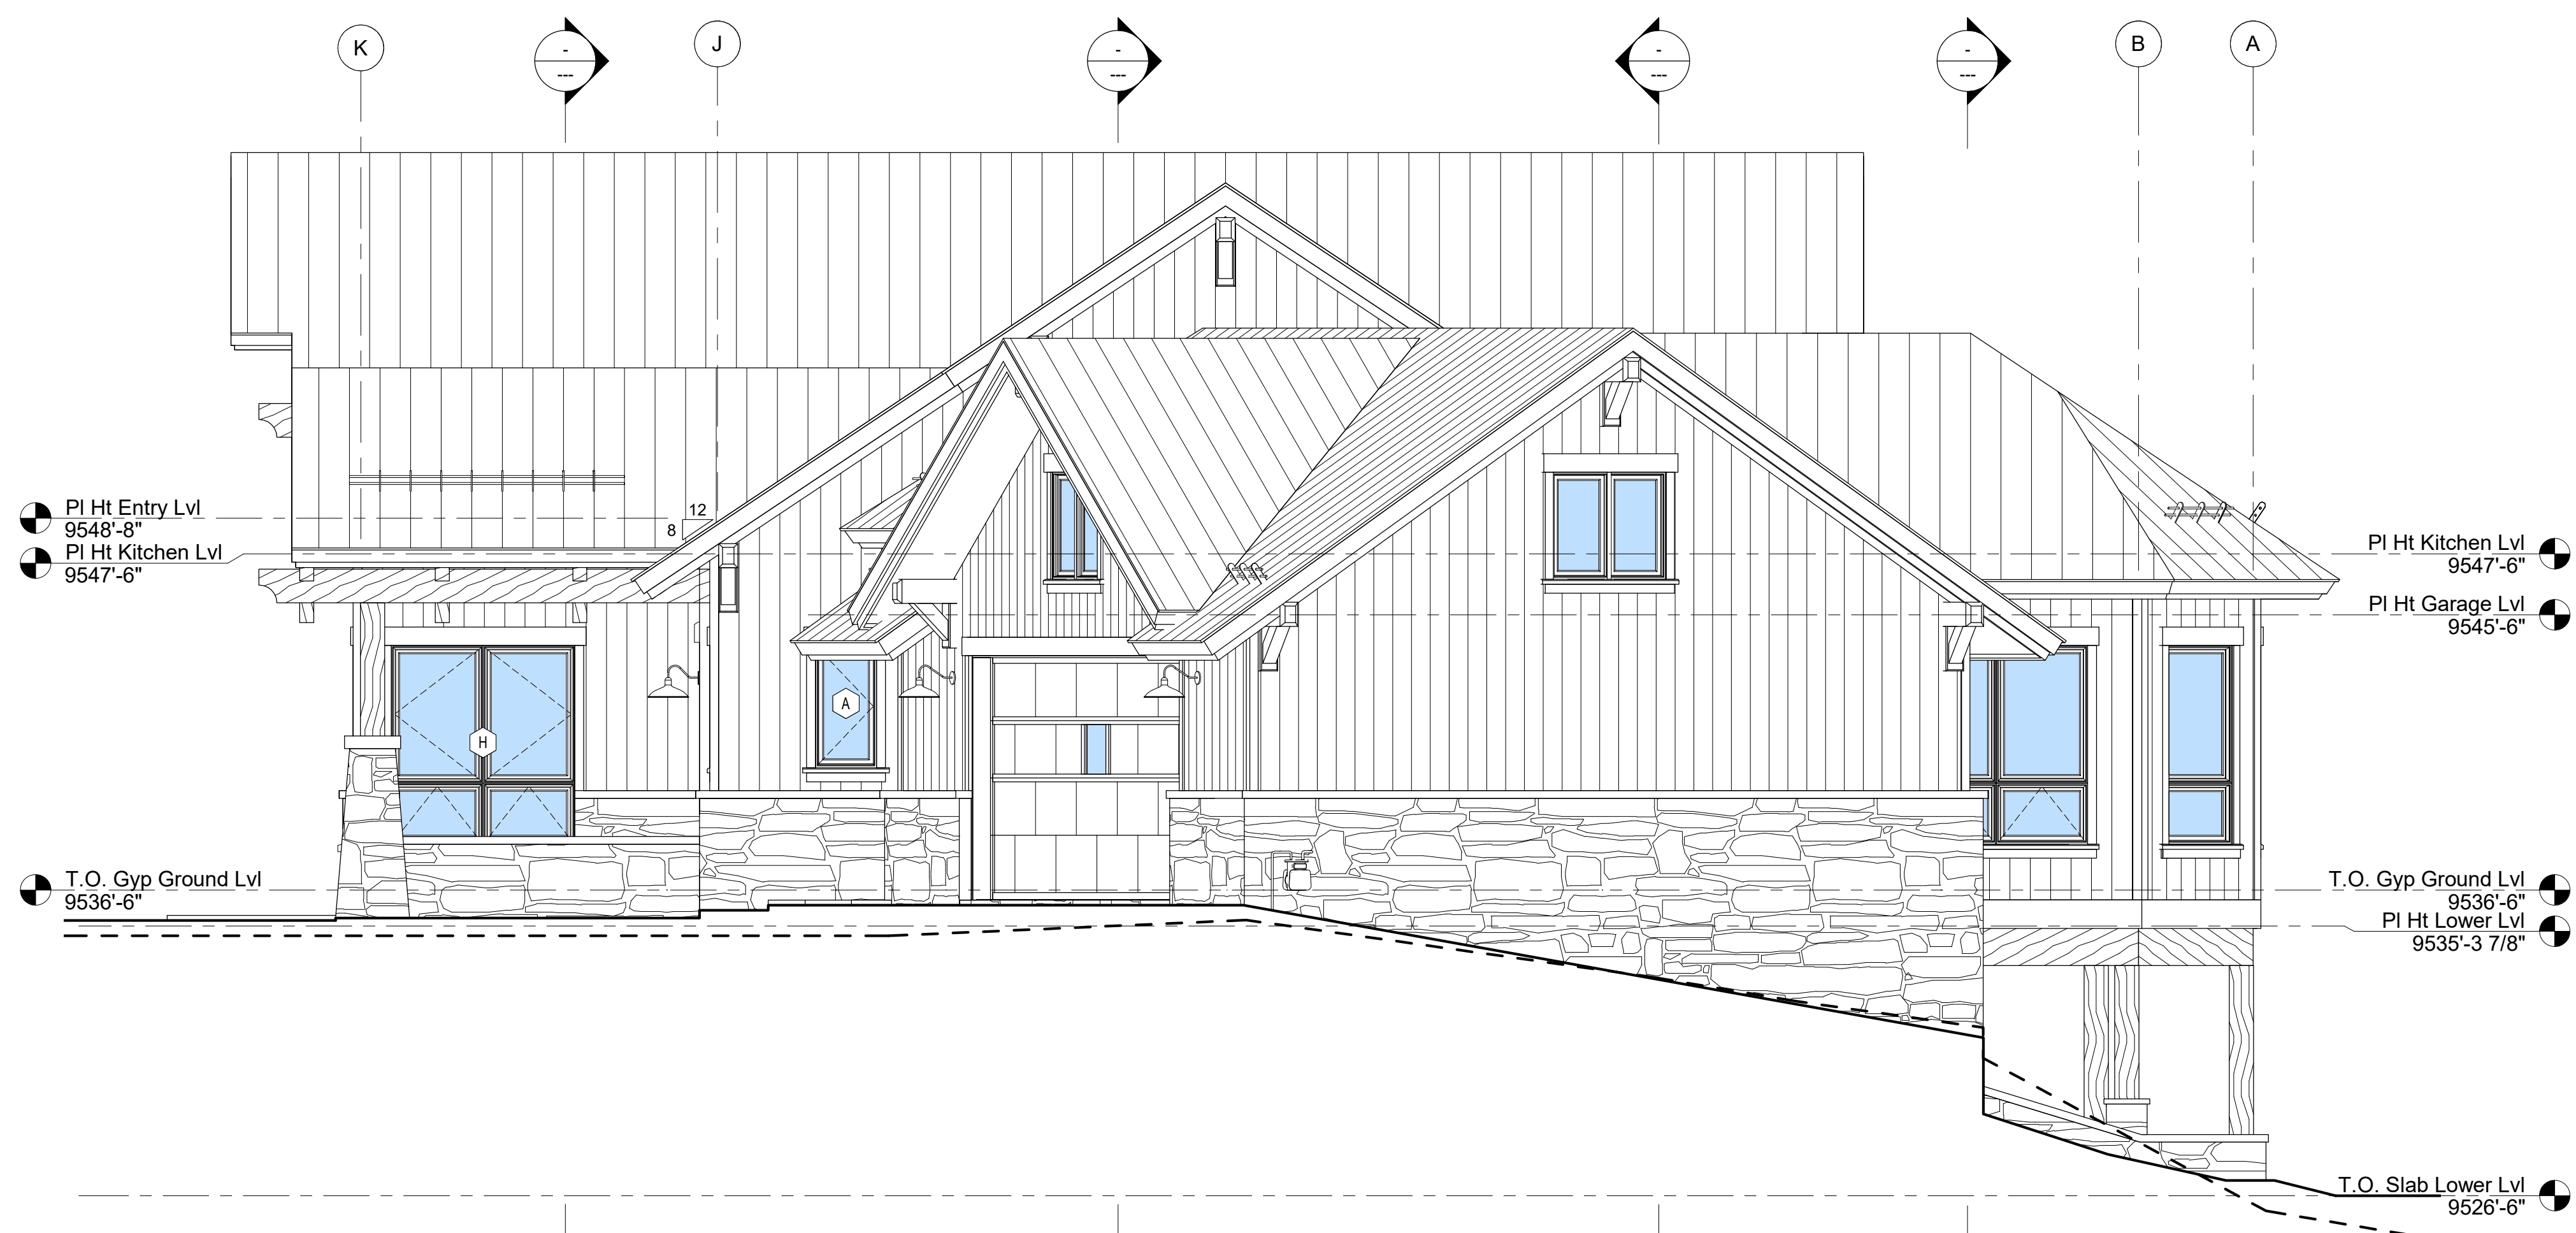 K
J
B
A
-
---
-
---
-
---
-
---
Pl Ht Entry Lvl
9548'-8"
Pl Ht Kitchen Lvl
9547'-6"
12
8
Pl Ht Kitchen Lvl
9547'-6"
Pl Ht Garage Lvl
9545'-6"
A
H
T.O. Gyp Ground Lvl
9536'-6"
T.O. Gyp Ground Lvl
9536'-6"
Pl Ht Lower Lvl
9535'-3 7/8"
T.O. Slab Lower Lvl
9526'-6"